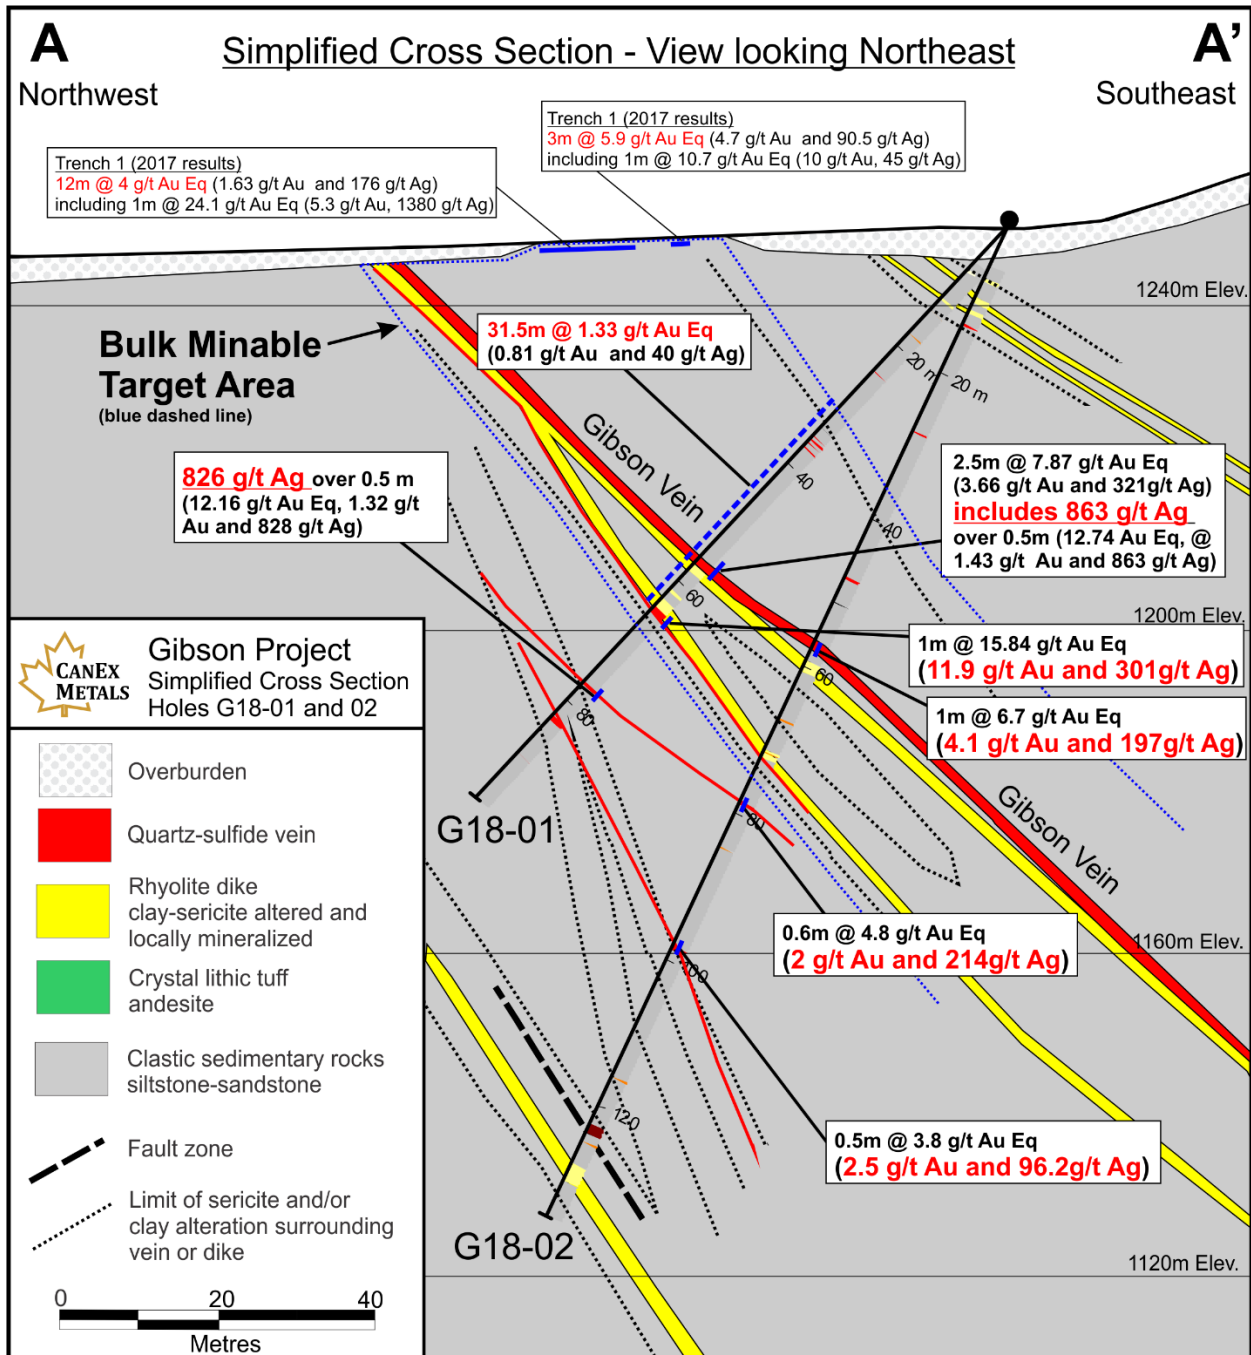 A
A'
Simplified Cross Section - View looking Northeast
Northwest
Southeast
Trench 1 (2017 results)
3m @ 5.9 g/t Au Eq (4.7 g/t Au and 90.5 g/t Ag)
including 1m @ 10.7 g/t Au Eq (10 g/t Au, 45 g/t Ag)
Trench 1 (2017 results)
12m @ 4 g/t Au Eq (1.63 g/t Au and 176 g/t Ag)
including 1m @ 24.1 g/t Au Eq (5.3 g/t Au, 1380 g/t Ag)
1240m Elev.
31.5m @ 1.33 g/t Au Eq
(0.81 g/t Au and 40 g/t Ag)
Bulk Minable
Target Area
(blue dashed line)
20 m
20 m
Gibson Vein
40
40
826 g/t Ag over 0.5 m
(12.16 g/t Au Eq, 1.32 g/t
Au and 828 g/t Ag)
2.5m @ 7.87 g/t Au Eq
(3.66 g/t Au and 321g/t Ag)
includes 863 g/t Ag
over 0.5m (12.74 Au Eq, @
1.43 g/t Au and 863 g/t Ag)
60
60
1200m Elev.
1m @ 15.84 g/t Au Eq
(11.9 g/t Au and 301g/t Ag)
1m @ 6.7 g/t Au Eq
(4.1 g/t Au and 197g/t Ag)
80
80
G18-01
Gibson Vein
0.6m @ 4.8 g/t Au Eq
(2 g/t Au and 214g/t Ag)
1160m Elev.
100
120
0.5m @ 3.8 g/t Au Eq
(2.5 g/t Au and 96.2g/t Ag)
G18-02
1120m Elev.
CANEX
METALS
Gibson Project
Simplified Cross Section
Holes G18-01 and 02
Overburden
Quartz-sulfide vein
Rhyolite dike
clay-sericite altered and
locally mineralized
Crystal lithic tuff
andesite
Clastic sedimentary rocks
siltstone-sandstone
Fault zone
Limit of sericite and/or
clay alteration surrounding
vein or dike
0 20 40
Metres